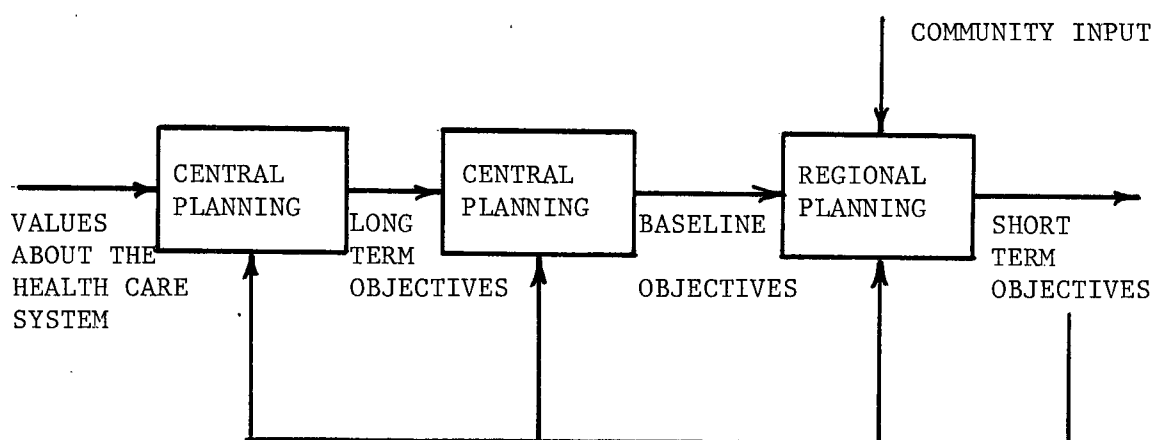 COMMUNITY INPUT
CENTRAL
PLANNING
CENTRAL
PLANNING
REGIONAL
PLANNING
VALUES
ABOUT THE
HEALTH CARE
SYSTEM
LONG
TERM
OBJECTIVES
BASELINE
OBJECTIVES
SHORT
TERM
OBJECTIVES